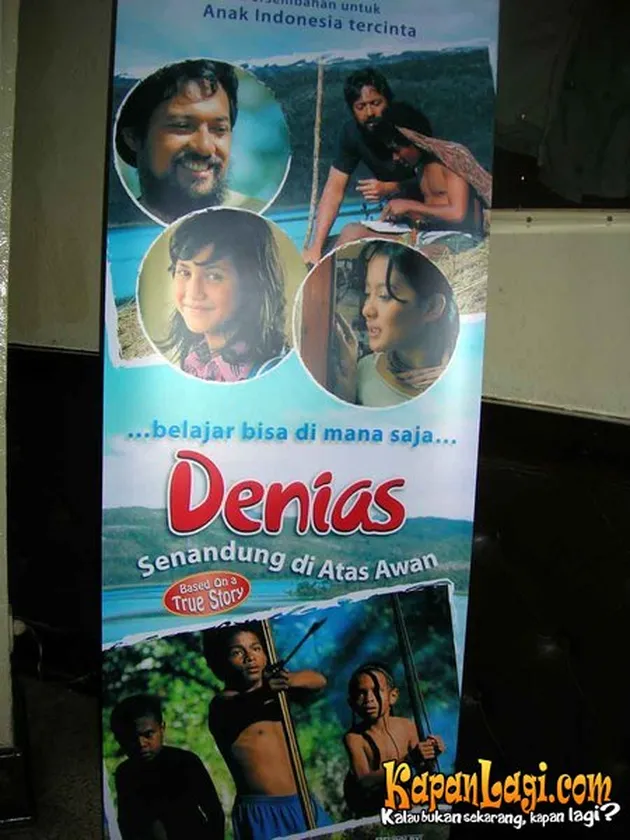 Anak Indonesia tercinta
...belajar bisa di mana saja...
Denias
Senandung di Atas Awan
Based On a
True Story
KapanLagi.com
Kalau bukan sekarang, kapan lagi?